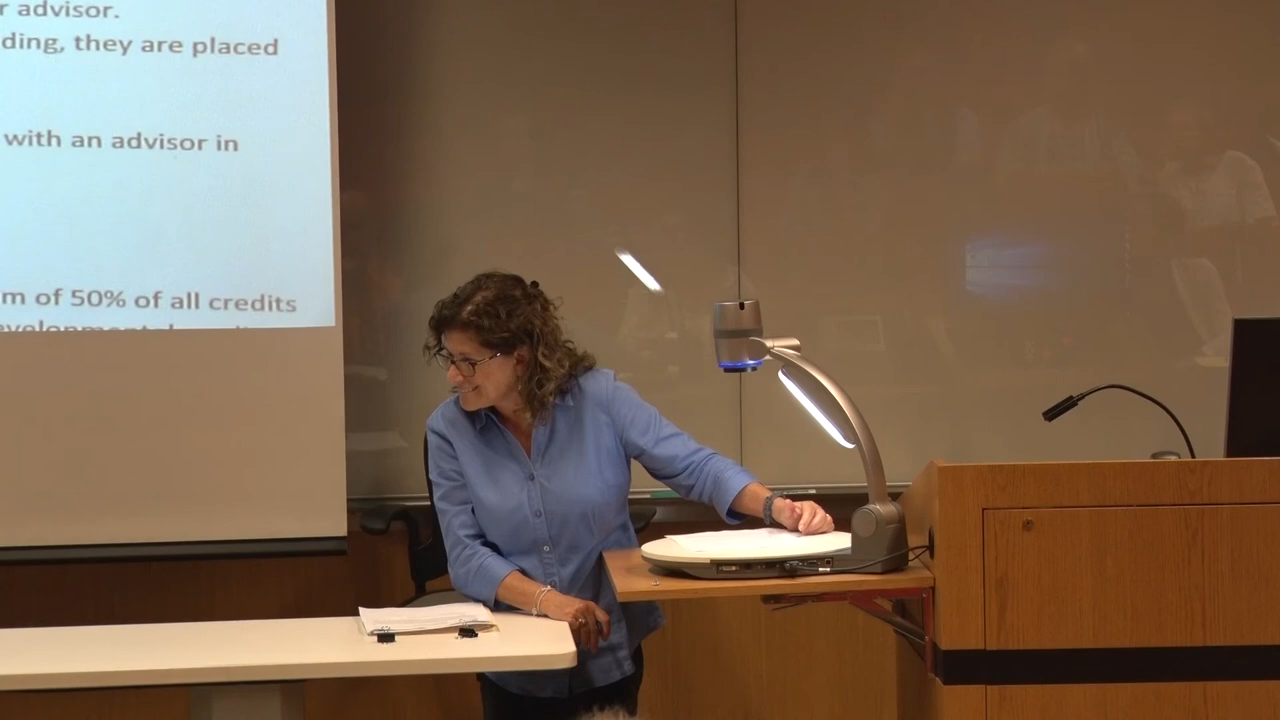 r advisor.
ding, they are placed
with an advisor in
m of 50% of all credits